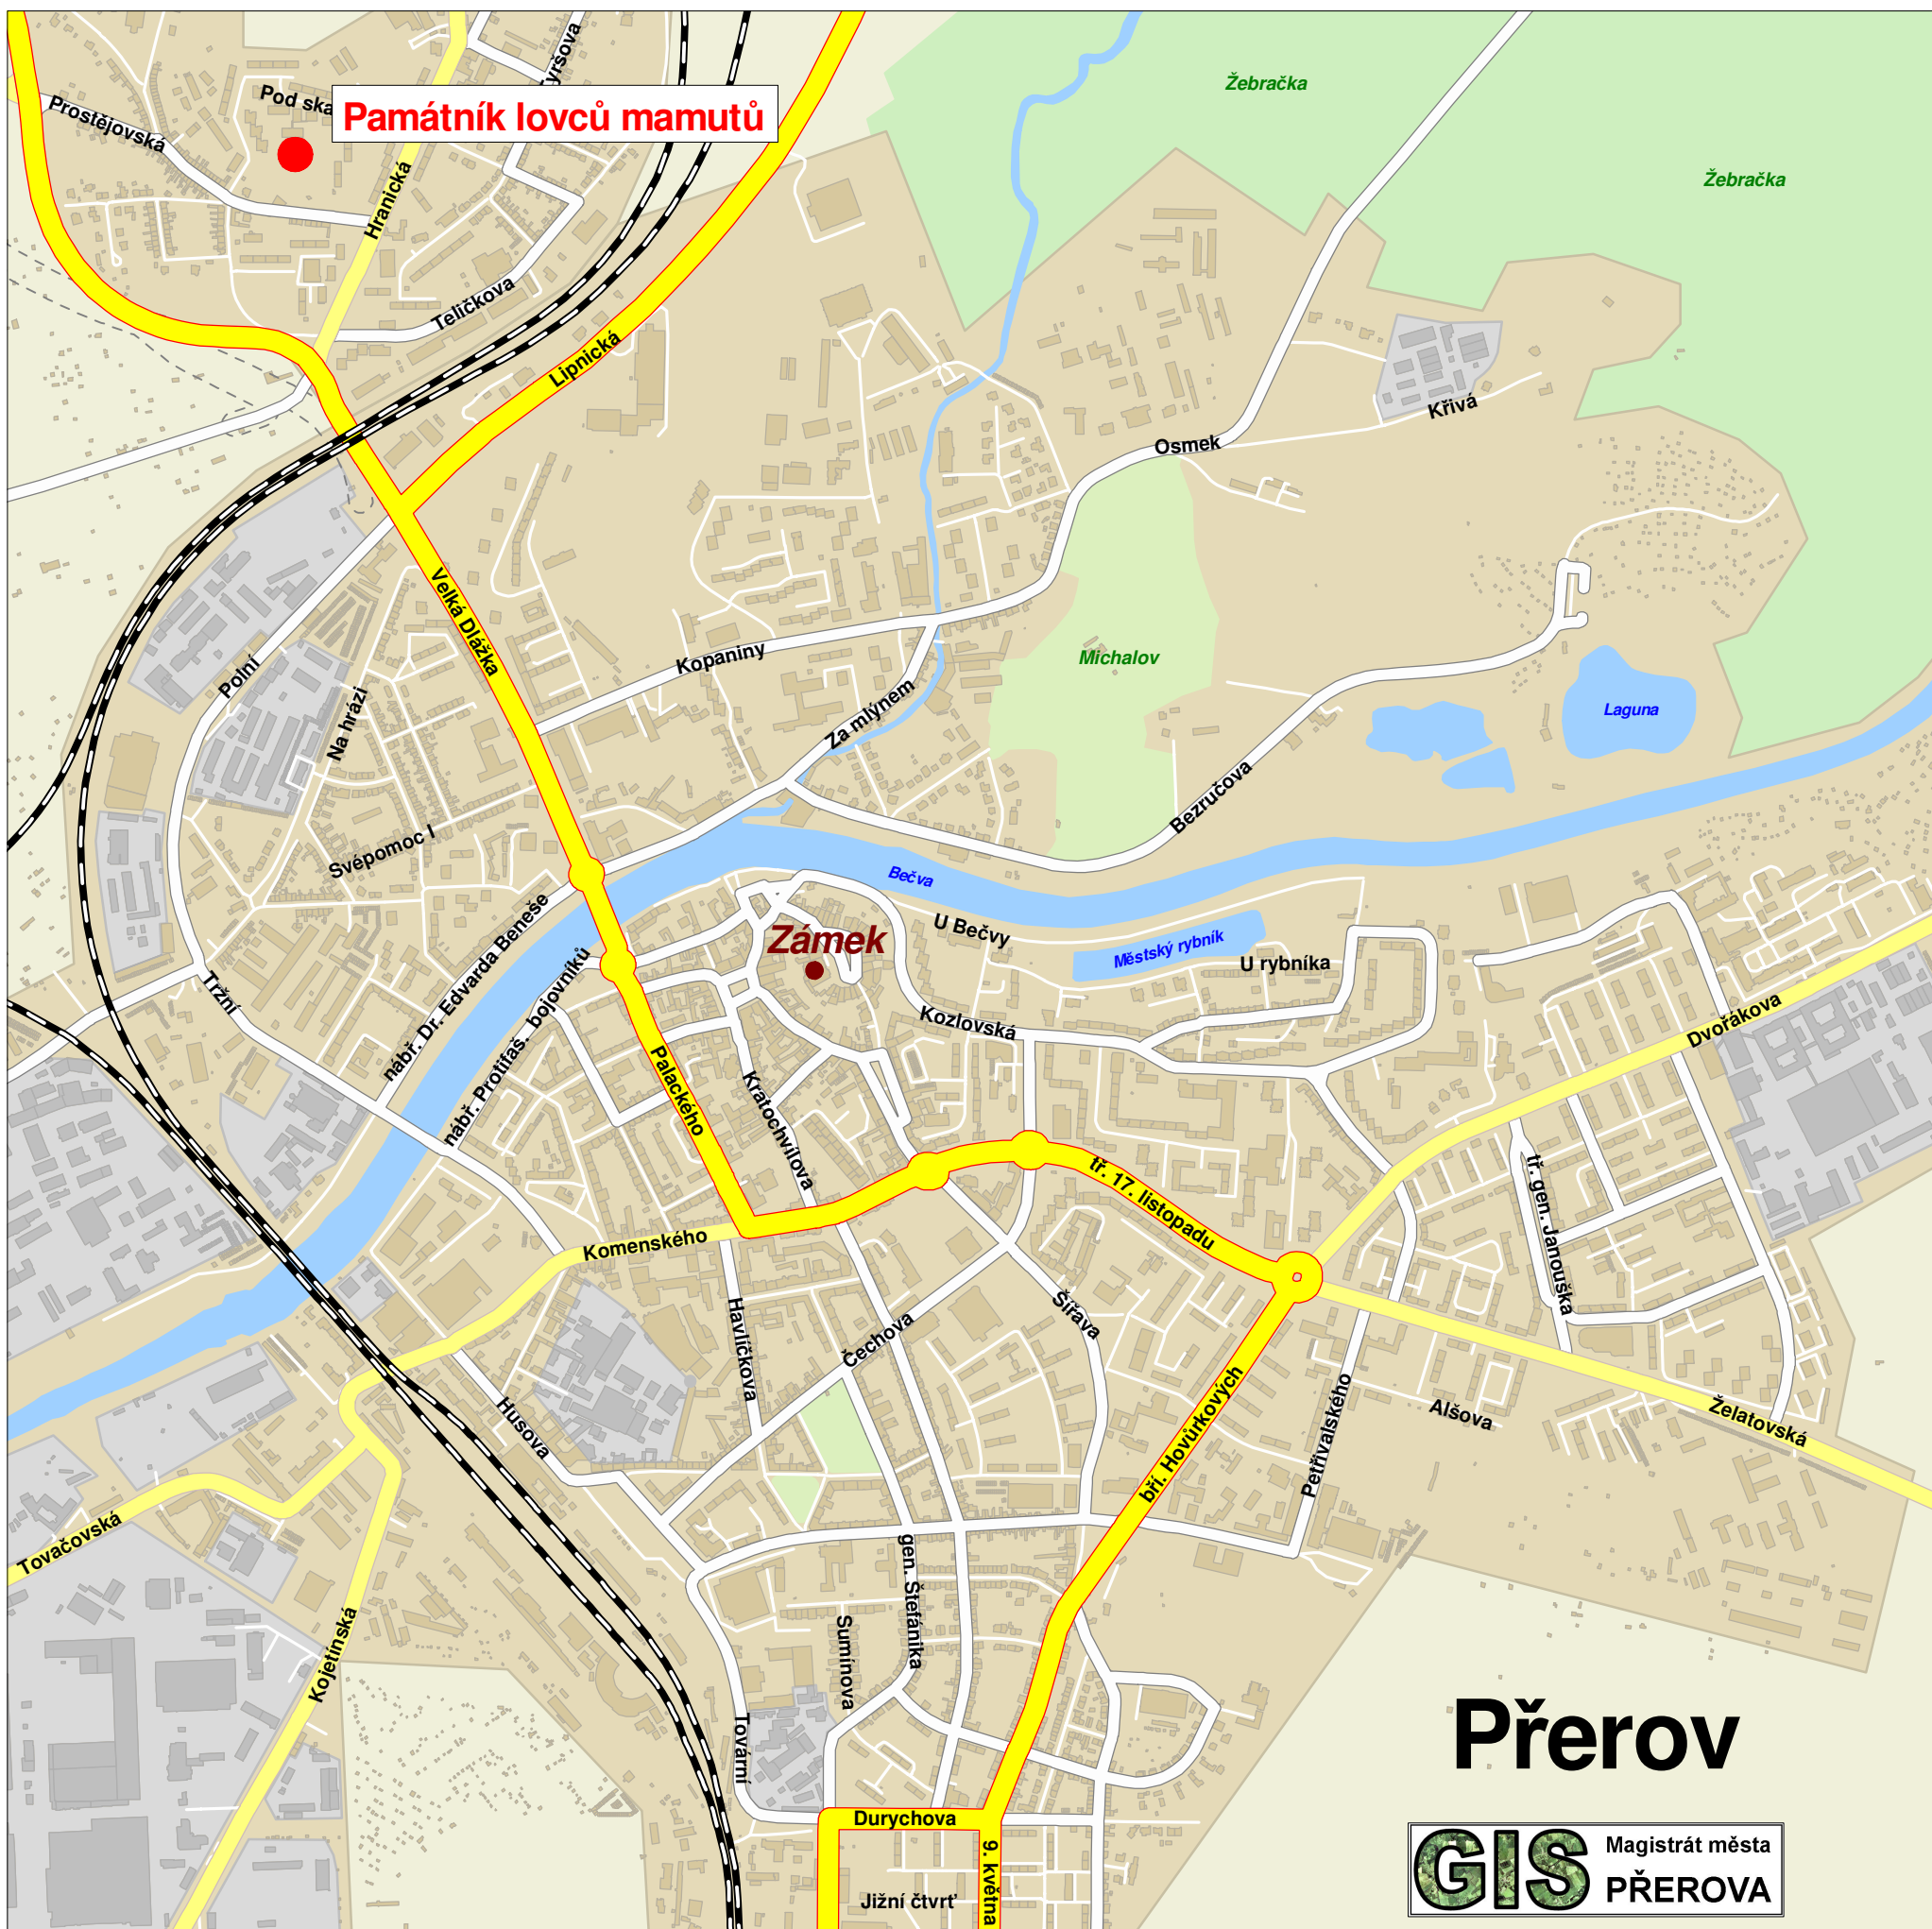 Tyršova
Žebračka
Pod ska
Památník lovců mamutů
Prostějovská
Žebračka
Hranická
Teličkova
Lipnická
Křivá
Osmek
Velká Dlážka
Kopaniny
Michalov
Polní
Na hrázi
Za mlýnem
Laguna
Bezručova
Svépomoc I
Bečva
U Bečvy
Zámek
Městský rybník
U rybníka
nábř. Dr. Edvarda Beneše
nábř. Protifaš. bojovníků
Tržní
Kozlovská
Dvořákova
Palackého
Kratochvílova
tř. 17. listopadu
tř. gen. Janouška
Komenského
Havlíčkova
Čechova
Šířava
Husova
bří. Hovůrkových
Petřivalského
Alšova
Želatovská
Tovačovská
gen. Štefánika
Kojetínská
Sumínova
Tovární
Přerov
Durychova
9. května
Jižní čtvrť
GIS
Magistrát města
PŘEROVA